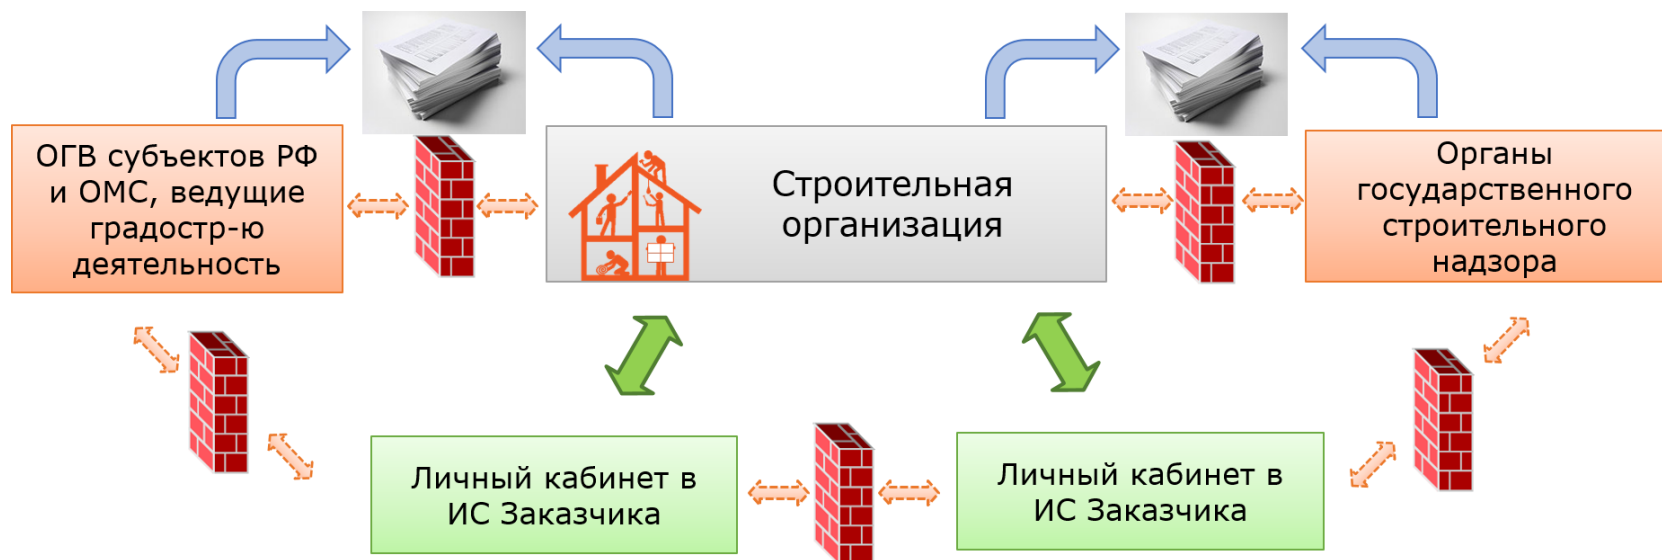 ОГВ субъектов РФ
и ОМС, ведущие
градостр-ю
деятельность
Строительная
организация
Органы
государственного
строительного
надзора
Личный кабинет в
ИС Заказчика
Личный кабинет в
ИС Заказчика